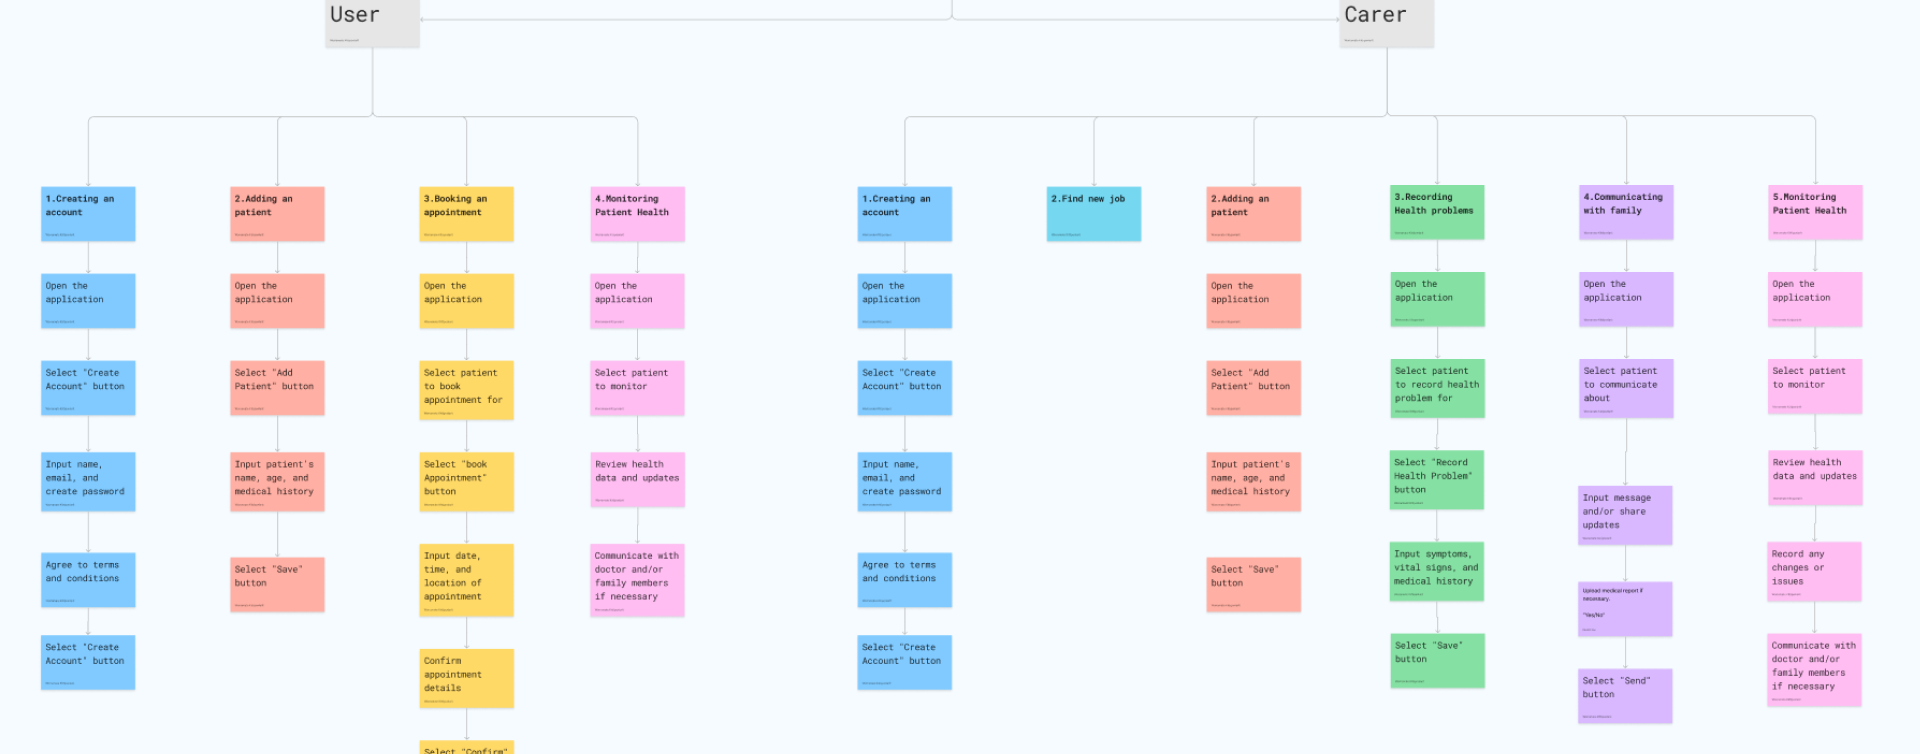 User
Carer
1.Creating an
account
Open the
application
Select "Create
Account" button
Input name,
email, and
create password
Agree to terms
and conditions
Select "Create
Account" button
2.Adding an
patient
Open the
application
Select "Add
Patient" button
Input patient's
name, age, and
medical history
Select "Save"
button
3.Booking an
appointment
Open the
application
Select patient
to book
appointment for
Select "book
Appointment"
button
Input date,
time, and
location of
appointment
Confirm
appointment
details
Select "Confirm"
4.Monitoring
Patient Health
Open the
application
Select patient
to monitor
Review health
data and updates
Communicate with
doctor and/or
family members
if necessary
1.Creating an
account
Open the
application
Select "Create
Account" button
Input name,
email, and
create password
Agree to terms
and conditions
Select "Create
Account" button
2.Find new job
2.Adding an
patient
Open the
application
Select "Add
Patient" button
Input patient's
name, age, and
medical history
Select "Save"
button
3.Recording
Health problems
Open the
application
Select patient
to record health
problem for
Select "Record
Health Problem"
button
Input symptoms,
vital signs, and
medical history
Select "Save"
button
4.Communicating
with family
Open the
application
Select patient
to communicate
about
Input message
and/or share
updates
medical report if
"Yes/No"
Select "Send"
button
5.Monitoring
Patient Health
Open the
application
Select patient
to monitor
Review health
data and updates
Record any
changes or
issues
Communicate with
doctor and/or
family members
if necessary